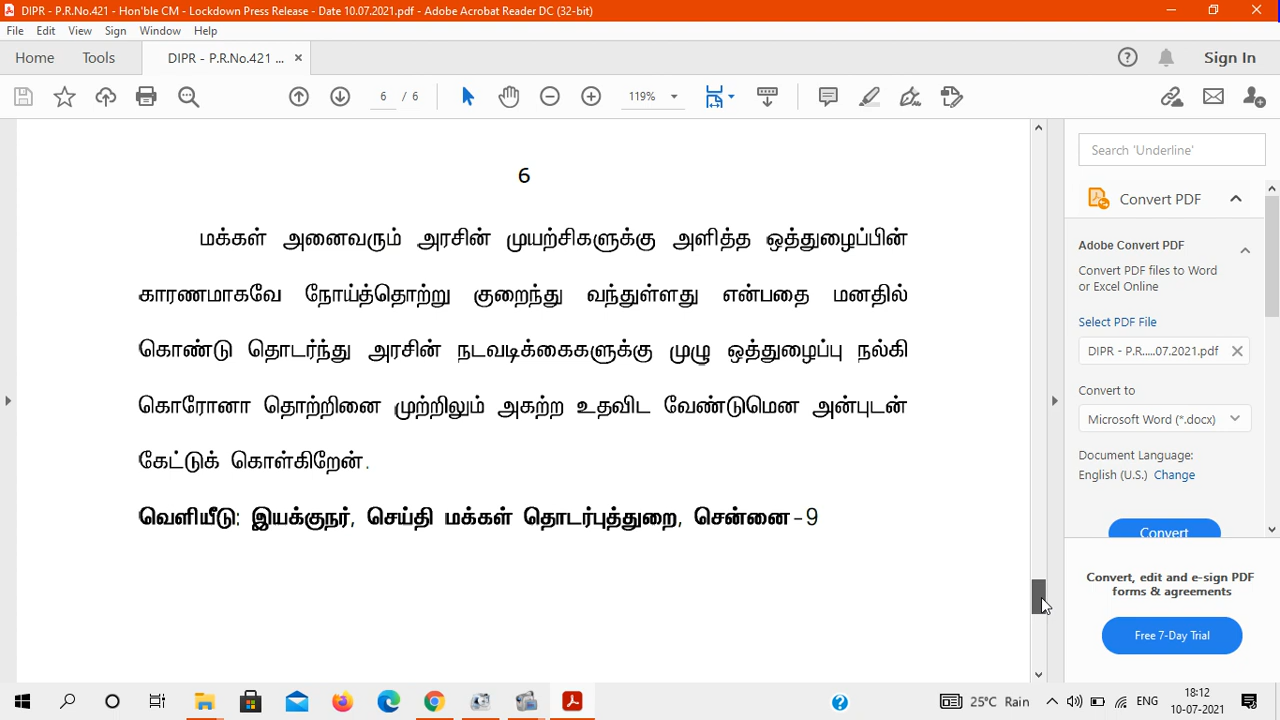 DIPR - P.R.No.421 - Hon'ble CM - Lockdown Press Release - Date 10.07.2021.pdf - Adobe Acrobat Reader DC (32-bit)
File Edit View Sign Window Help
Home Tools DIPR - P.R.No.421 ... × Sign In
6 / 6 119%
Search 'Underline'
6
Convert PDF
மக்கள் அனைவரும் அரசின் முயற்சிகளுக்கு அளித்த ஒத்துழைப்பின்
காரணமாகவே நோய்த்தொற்று குறைந்து வந்துள்ளது என்பதை மனதில்
கொண்டு தொடர்ந்து அரசின் நடவடிக்கைகளுக்கு முழு ஒத்துழைப்பு நல்கி
கொரோனா தொற்றினை முற்றிலும் அகற்ற உதவிட வேண்டுமென அன்புடன்
கேட்டுக் கொள்கிறேன்.
வெளியீடு: இயக்குநர், செய்தி மக்கள் தொடர்புத்துறை, சென்னை-9
Adobe Convert PDF
Convert PDF files to Word
or Excel Online
Select PDF File
DIPR - P.R.....07.2021.pdf
Convert to
Microsoft Word (*.docx)
Document Language:
English (U.S.) Change
Convert
Convert, edit and e-sign PDF
forms & agreements
Free 7-Day Trial
25°C Rain ENG 18:12
10-07-2021